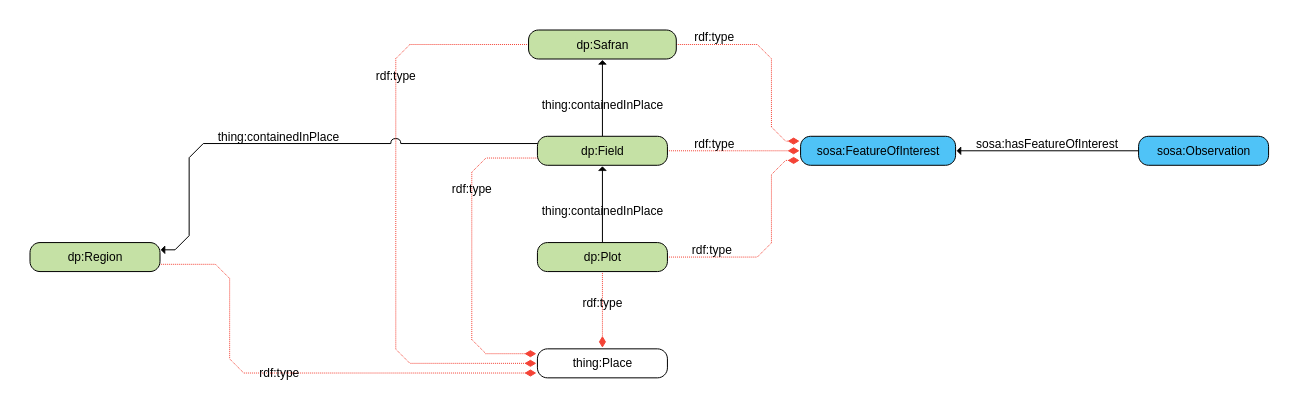 dp:Safran
rdf:type
rdf:type
thing:containedInPlace
thing:containedInPlace
dp:Field
rdf:type
sosa:FeatureOfInterest
sosa:hasFeatureOfInterest
sosa:Observation
rdf:type
thing:containedInPlace
dp:Region
dp:Plot
rdf:type
rdf:type
thing:Place
rdf:type